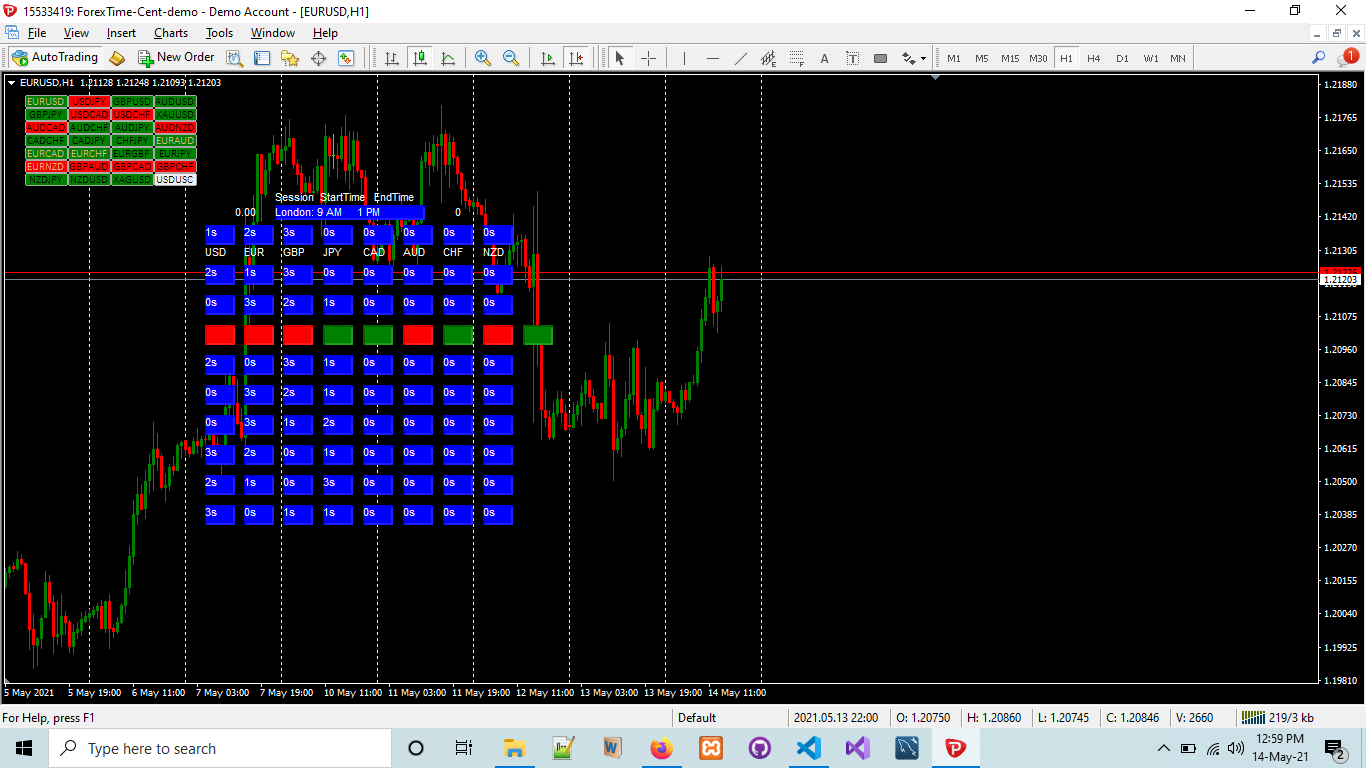 15533419: ForexTime-Cent-demo - Demo Account - [EURUSD,H1]
File View Insert Charts Tools Window Help
AutoTrading New Order A T M1 M5 M15 M30 H1 H4 D1 W1 MN 1
EURUSD,H1 1.21128 1.21248 1.21093 1.21203
EURUSD USDJPY GBPUSD AUDUSD
GBPJPY USDCAD USDCHF XAUUSD
AUDCAD AUDCHF AUDJPY AUDNZD
CADCHF CADJPY CHFJPY EURAUD
EURCAD EURCHF EURGBP EURJPY
EURNZD GBPAUD GBPCAD GBPCHF
NZDJPY NZDUSD XAGUSD USDUSC
Session StartTime EndTime
0.00 London: 9 AM 1 PM 0
1s 2s 3s 0s 0s 0s 0s 0s
USD EUR GBP JPY CAD AUD CHF NZD
2s 1s 3s 0s 0s 0s 0s 0s
0s 3s 2s 1s 0s 0s 0s 0s
2s 0s 3s 1s 0s 0s 0s 0s
0s 3s 2s 1s 0s 0s 0s 0s
0s 3s 1s 2s 0s 0s 0s 0s
3s 2s 0s 1s 0s 0s 0s 0s
2s 1s 0s 3s 0s 0s 0s 0s
3s 0s 1s 1s 0s 0s 0s 0s
1.21880
1.21765
1.21650
1.21535
1.21420
1.21305
1.21203
1.21075
1.20960
1.20845
1.20730
1.20615
1.20500
1.20385
1.20270
1.20155
1.20040
1.19925
1.19810
5 May 2021 5 May 19:00 6 May 11:00 7 May 03:00 7 May 19:00 10 May 11:00 11 May 03:00 11 May 19:00 12 May 11:00 13 May 03:00 13 May 19:00 14 May 11:00
For Help, press F1 Default 2021.05.13 22:00 O: 1.20750 H: 1.20860 L: 1.20745 C: 1.20846 V: 2660 219/3 kb
Type here to search
12:59 PM
14-May-21
2